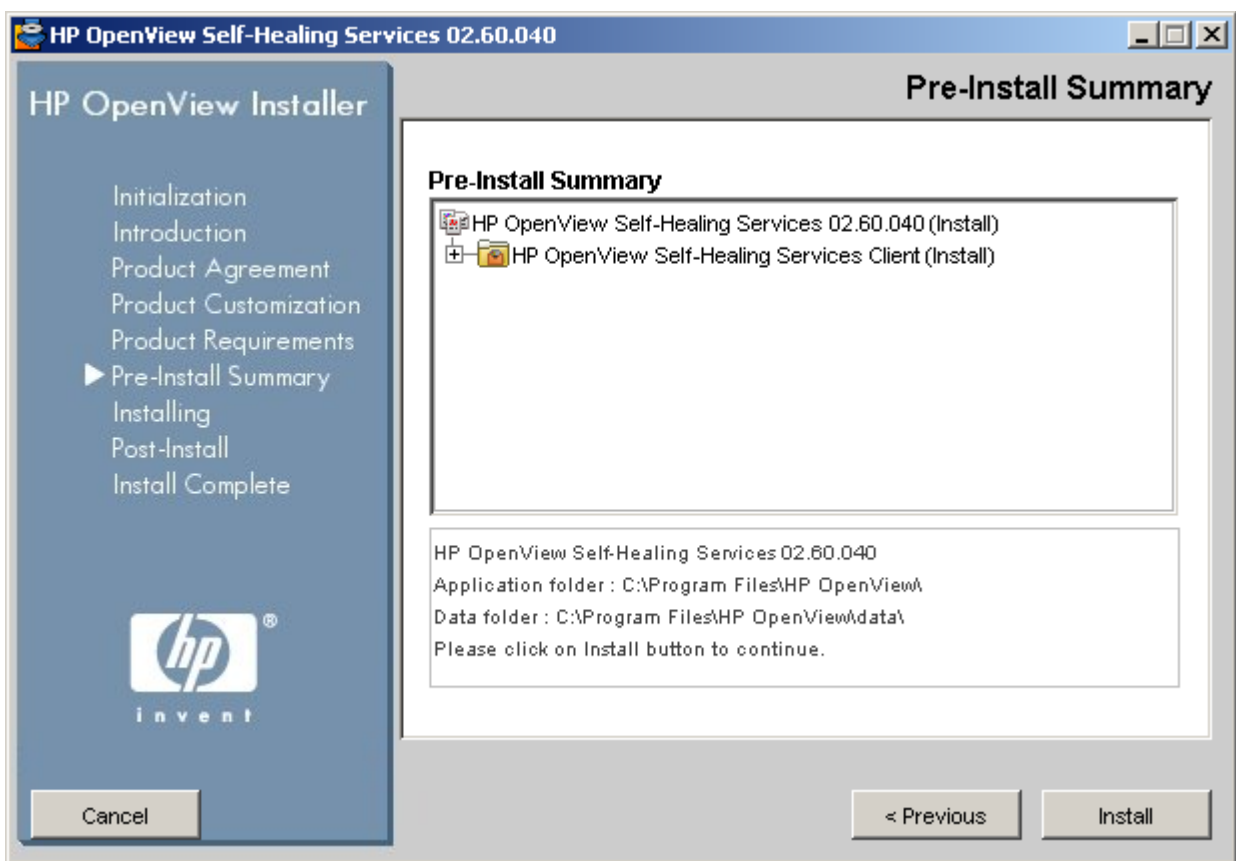 HP OpenView Self-Healing Services 02.60.040
HP OpenView Installer
Initialization
Introduction
Product Agreement
Product Customization
Product Requirements
Pre-Install Summary
Installing
Post-Install
Install Complete
hp
®
invent
Cancel
Pre-Install Summary
Pre-Install Summary
HP OpenView Self-Healing Services 02.60.040 (Install)
HP OpenView Self-Healing Services Client (Install)
HP OpenView Self-Healing Services 02.60.040
Application folder : C:\Program Files\HP OpenView\
Data folder : C:\Program Files\HP OpenView\data\
Please click on Install button to continue.
< Previous
Install